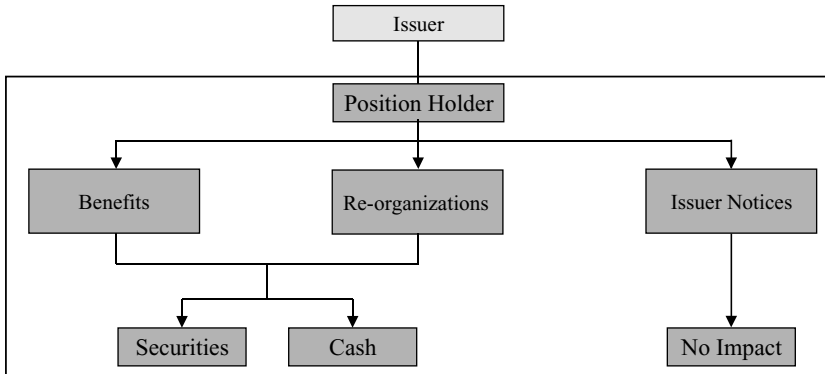 Issuer
Position Holder
Benefits
Re-organizations
Issuer Notices
Securities
Cash
No Impact